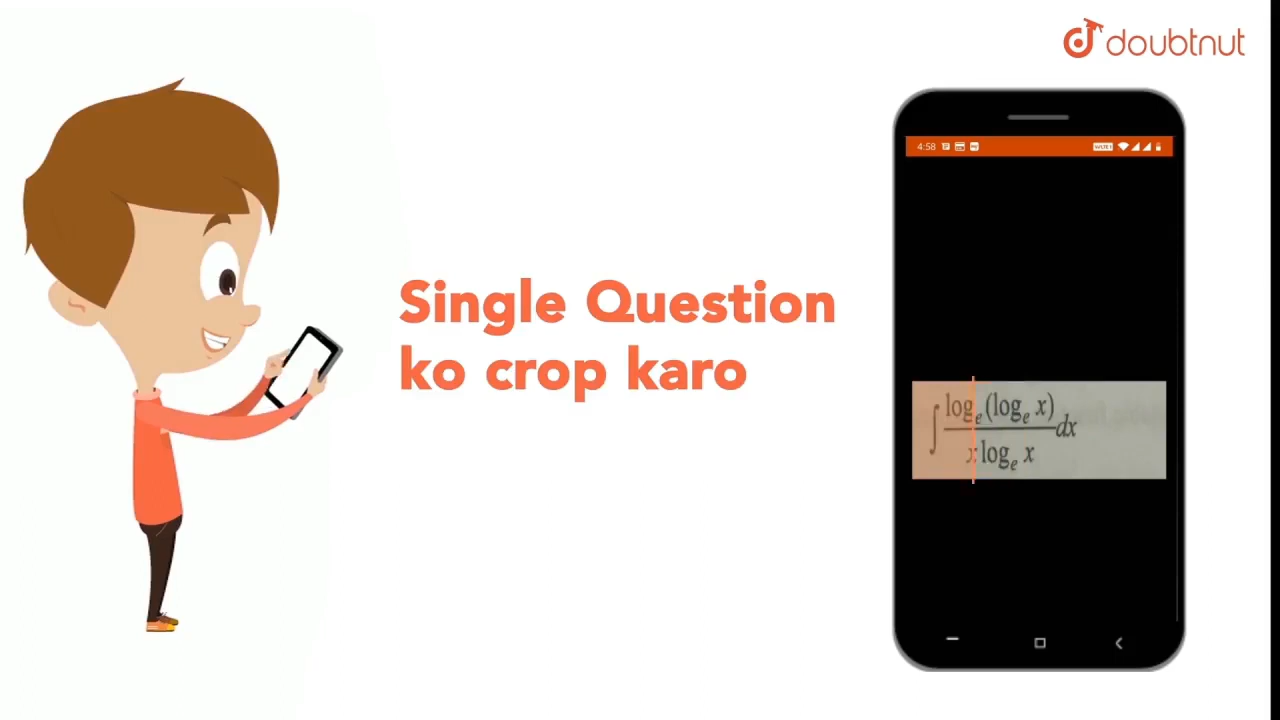 doubtnut
4:58
Single Question
ko crop karo
∫ logₑ(logₑ x) / x logₑ x dx